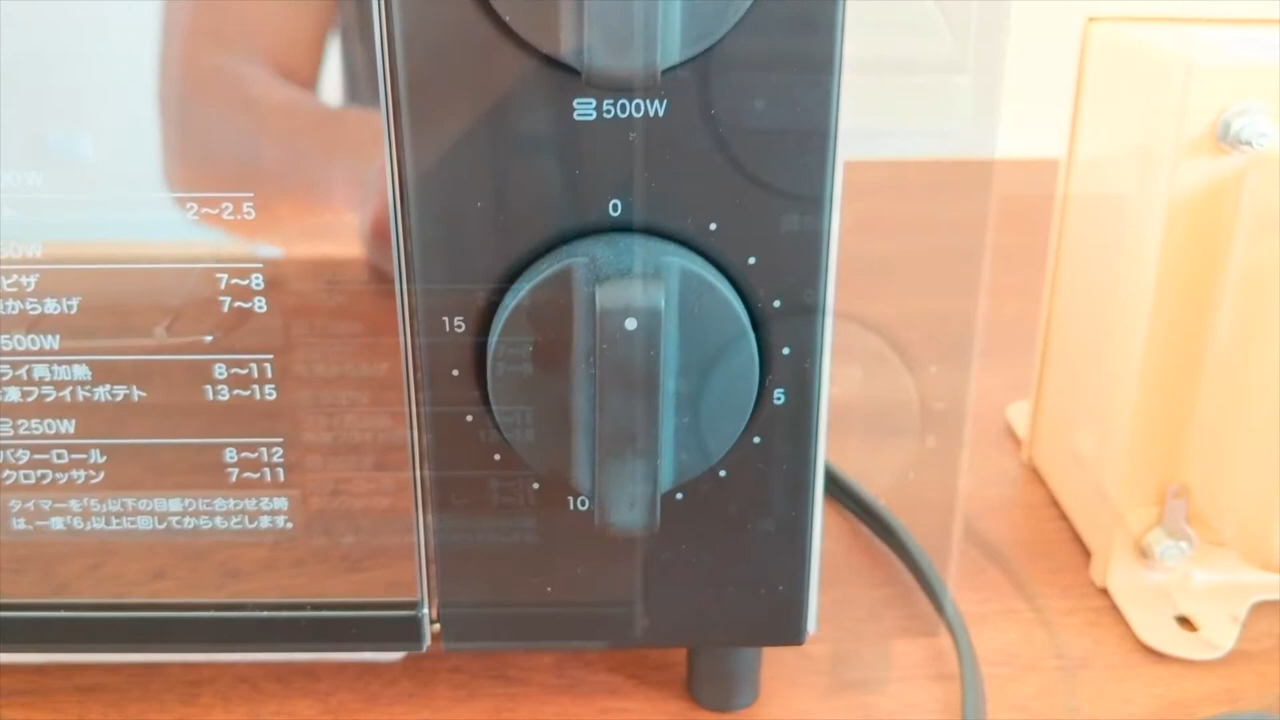 500W
0
2〜2.5
ピザ 7〜8
からあげ 7〜8
15
500W
ライ再加熱 8〜11
凍フライドポテト 13〜15
5
250W
バターロール 8〜12
クロワッサン 7〜11
10
タイマーを「5」以下の目盛りに合わせる時
は、一度「6」以上に回してからもどします。